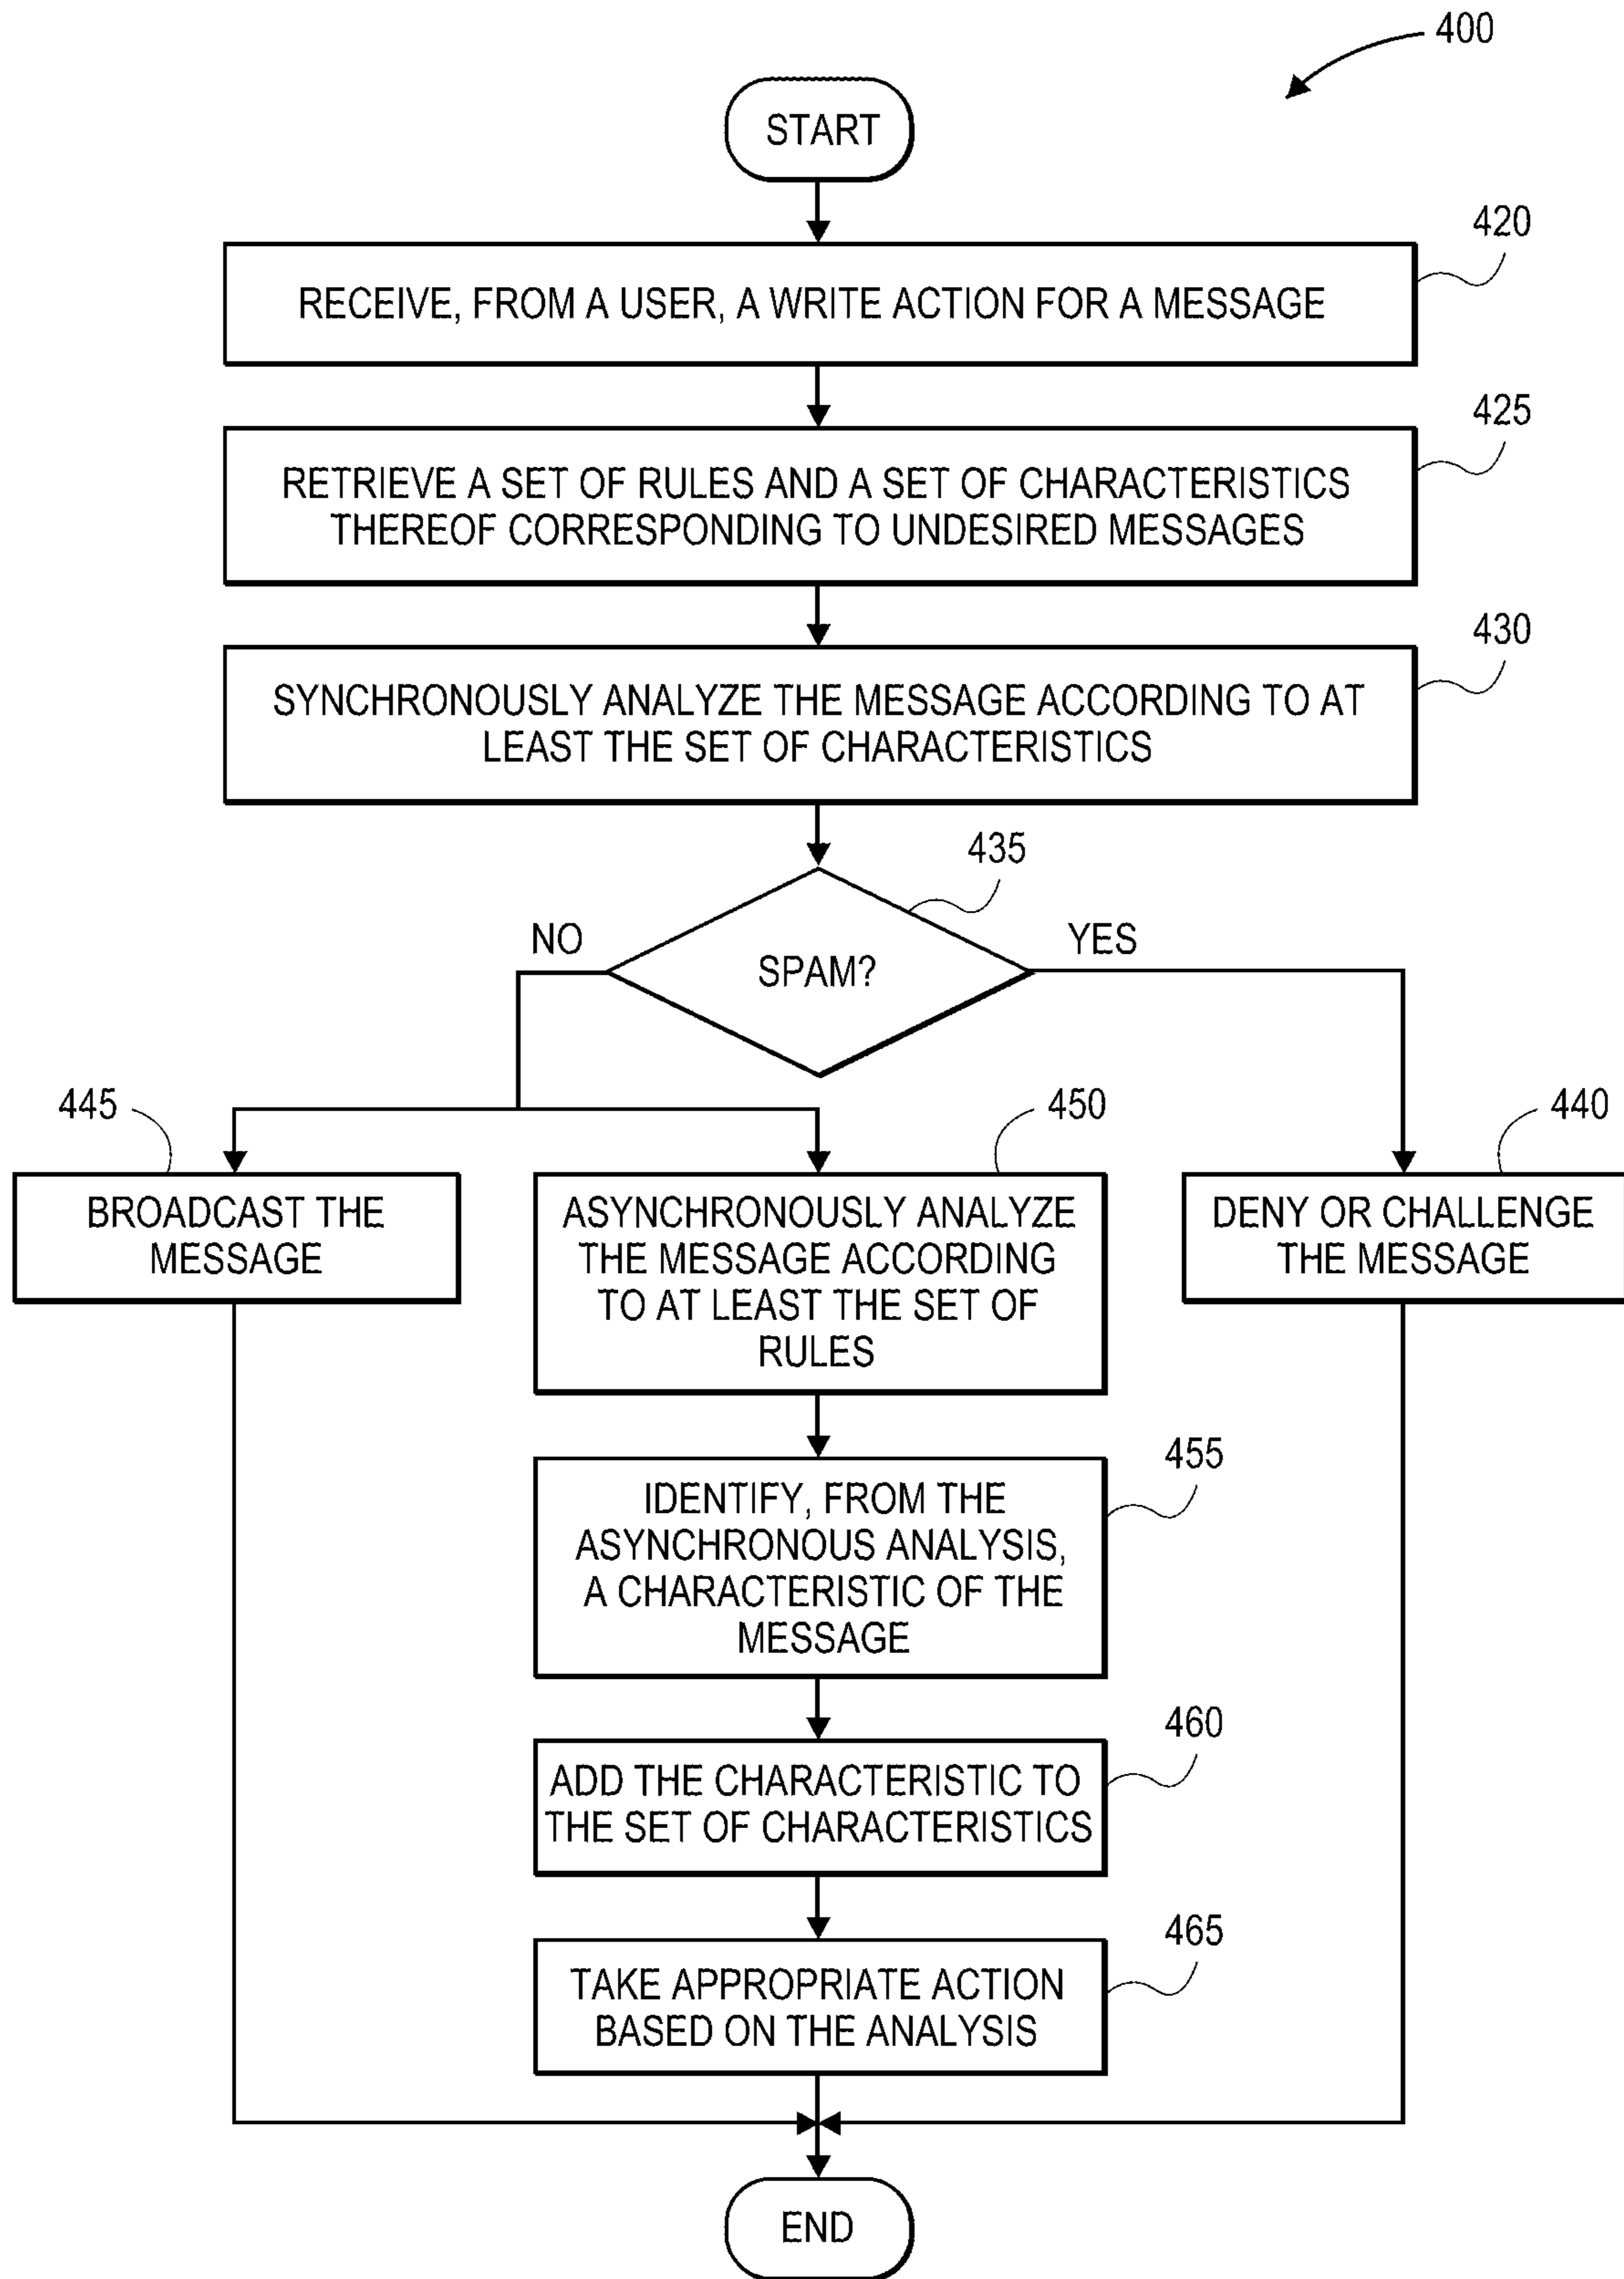 400
START
420
RECEIVE, FROM A USER, A WRITE ACTION FOR A MESSAGE
425
RETRIEVE A SET OF RULES AND A SET OF CHARACTERISTICS
THEREOF CORRESPONDING TO UNDESIRED MESSAGES
430
SYNCHRONOUSLY ANALYZE THE MESSAGE ACCORDING TO AT
LEAST THE SET OF CHARACTERISTICS
435
NO
YES
SPAM?
445
450
440
BROADCAST THE
MESSAGE
ASYNCHRONOUSLY ANALYZE
THE MESSAGE ACCORDING
TO AT LEAST THE SET OF
RULES
DENY OR CHALLENGE
THE MESSAGE
455
IDENTIFY, FROM THE
ASYNCHRONOUS ANALYSIS,
A CHARACTERISTIC OF THE
MESSAGE
460
ADD THE CHARACTERISTIC TO
THE SET OF CHARACTERISTICS
465
TAKE APPROPRIATE ACTION
BASED ON THE ANALYSIS
END